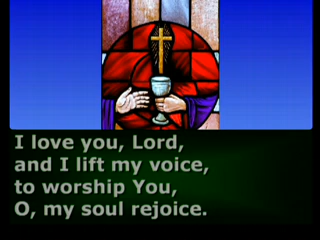 I love you, Lord,
and I lift my voice,
to worship You,
O, my soul rejoice.